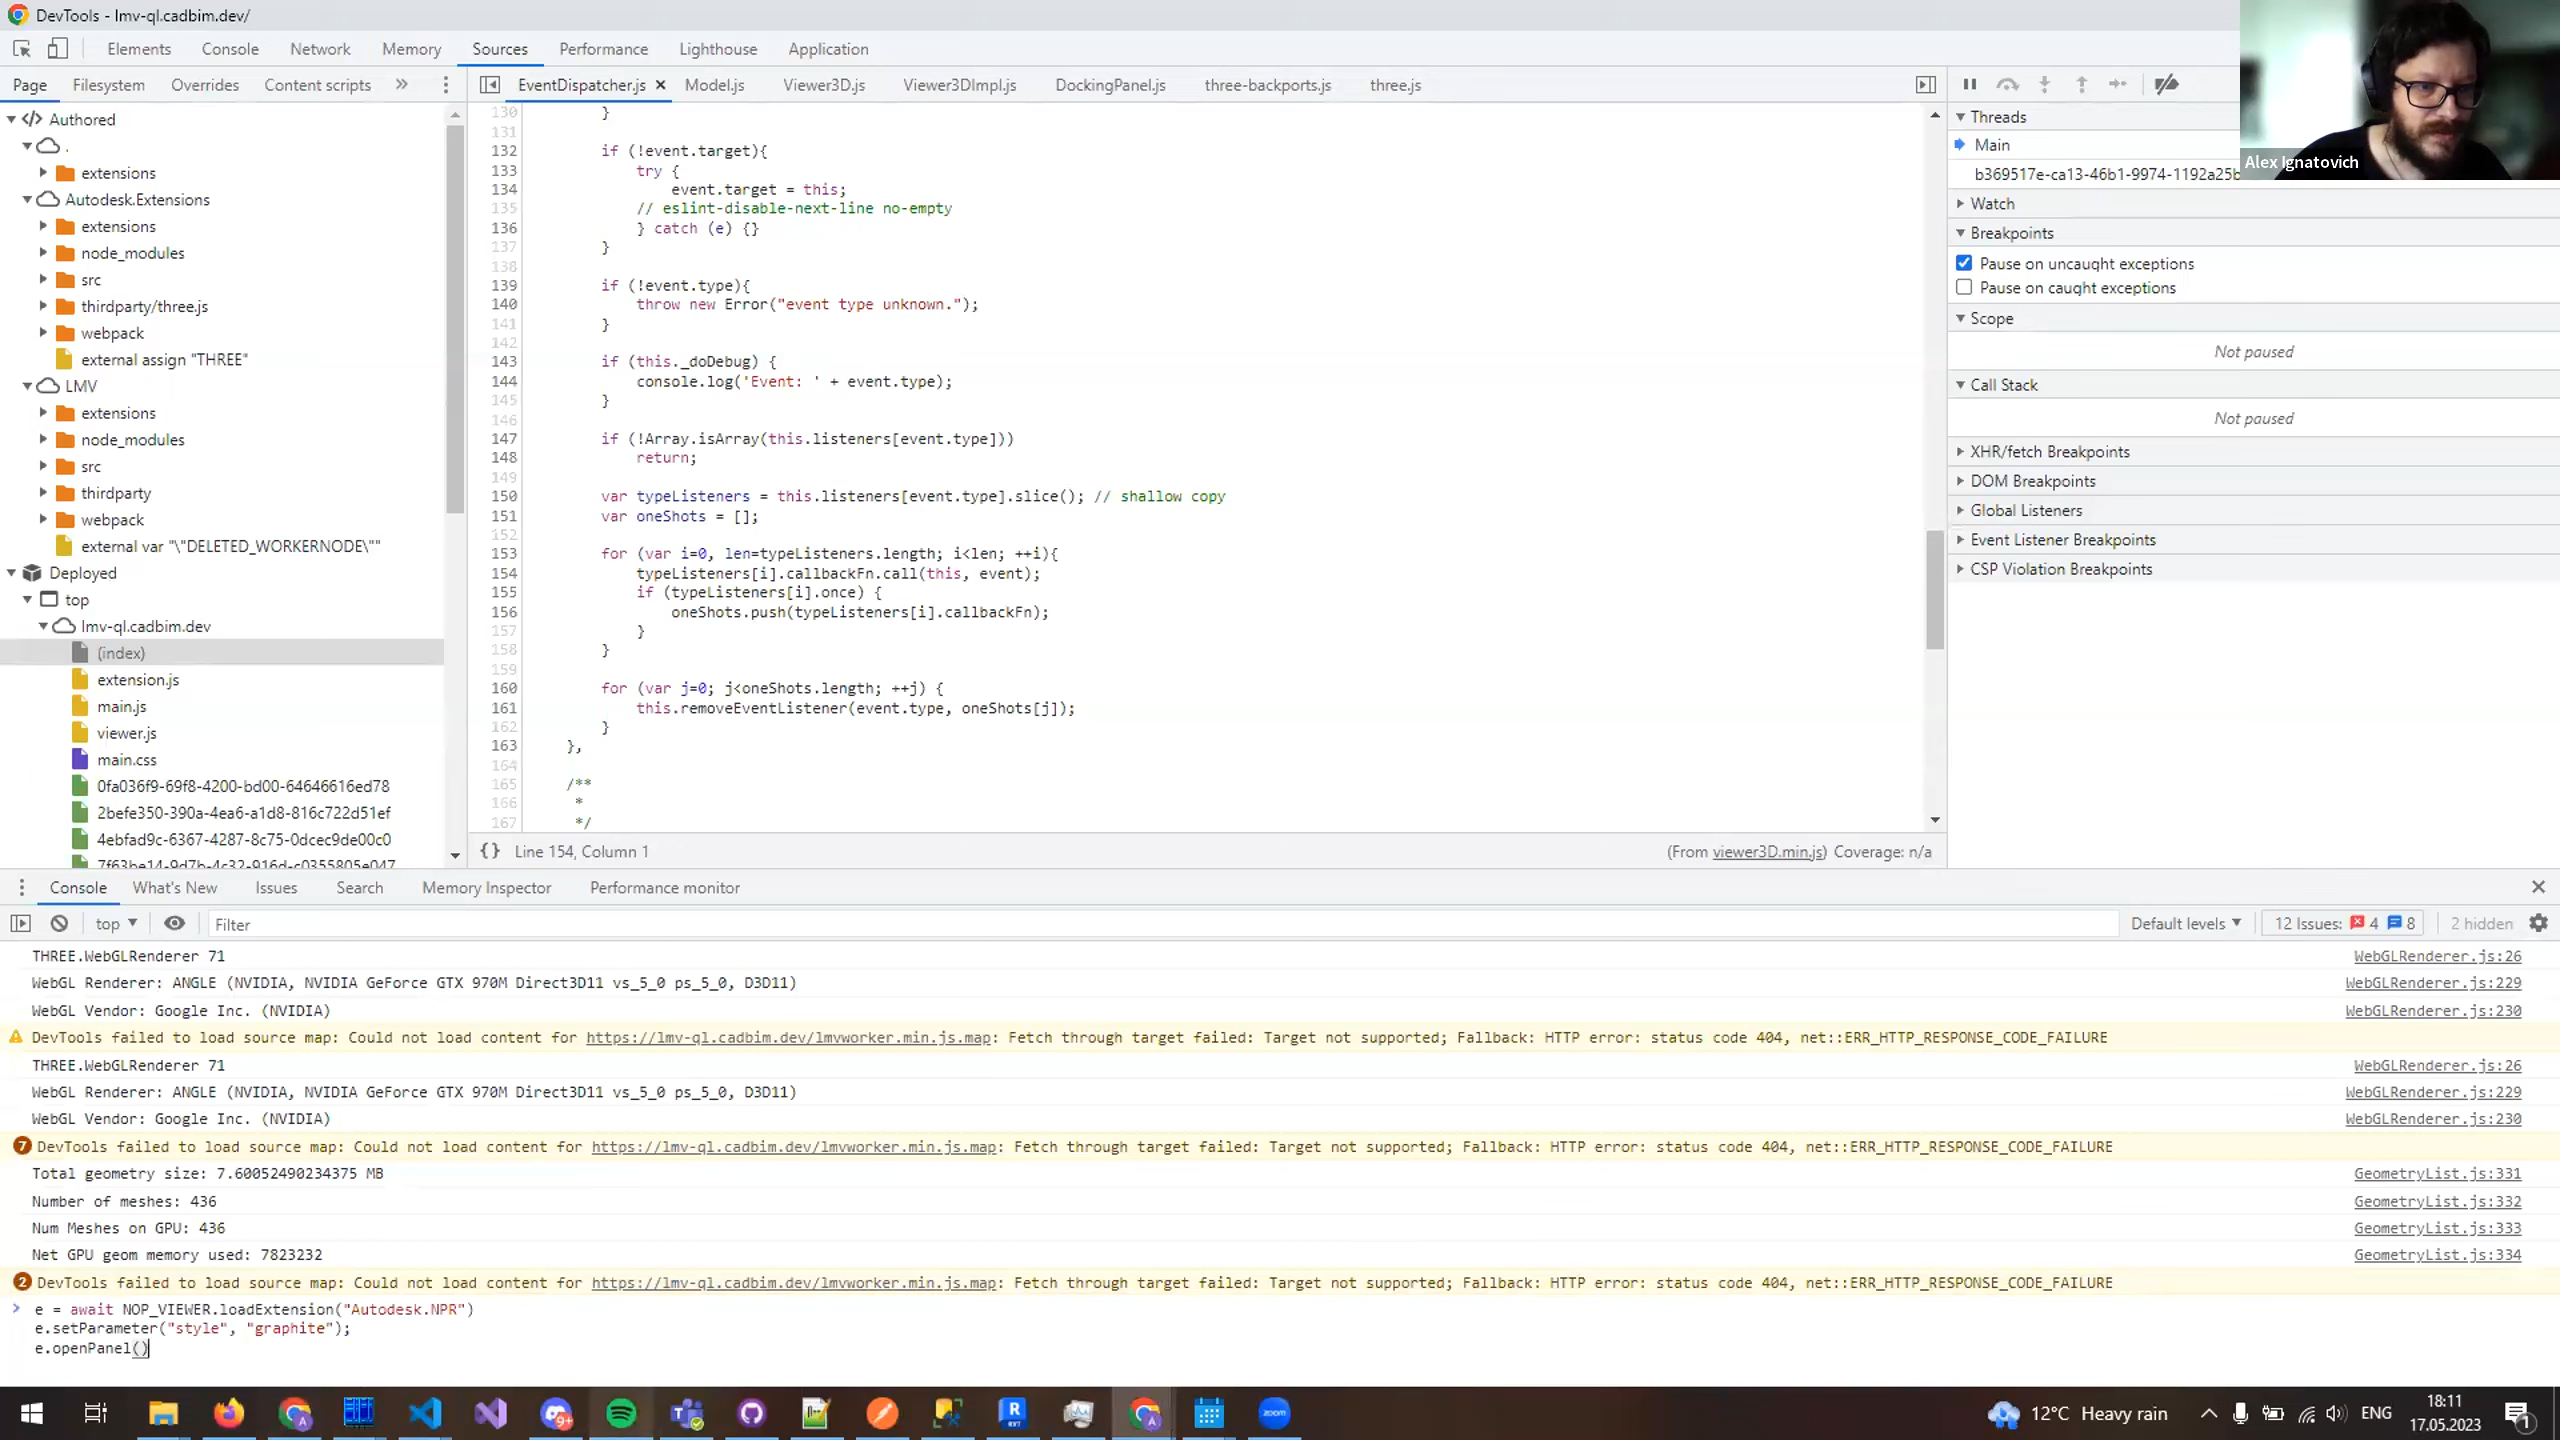 DevTools - lmv-ql.cadbim.dev/
Elements Console Network Memory Sources Performance Lighthouse Application
Page Filesystem Overrides Content scripts »
EventDispatcher.js × Model.js Viewer3D.js Viewer3DImpl.js DockingPanel.js three-backports.js three.js
Authored
.
extensions
Autodesk.Extensions
extensions
node_modules
src
thirdparty/three.js
webpack
external assign "THREE"
LMV
extensions
node_modules
src
thirdparty
webpack
external var "\"DELETED_WORKERNODE\""
Deployed
top
lmv-ql.cadbim.dev
(index)
extension.js
main.js
viewer.js
main.css
0fa036f9-69f8-4200-bd00-64646616ed78
2befe350-390a-4ea6-a1d8-816c722d51ef
4ebfad9c-6367-4287-8c75-0dcec9de00c0
7f63be14-9d7b-4c32-916d-c0355805e047
130 }
131
132 if (!event.target){
133 try {
134 event.target = this;
135 // eslint-disable-next-line no-empty
136 } catch (e) {}
137 }
138
139 if (!event.type){
140 throw new Error("event type unknown.");
141 }
142
143 if (this._doDebug) {
144 console.log('Event: ' + event.type);
145 }
146
147 if (!Array.isArray(this.listeners[event.type]))
148 return;
149
150 var typeListeners = this.listeners[event.type].slice(); // shallow copy
151 var oneShots = [];
152
153 for (var i=0, len=typeListeners.length; i<len; ++i){
154 typeListeners[i].callbackFn.call(this, event);
155 if (typeListeners[i].once) {
156 oneShots.push(typeListeners[i].callbackFn);
157 }
158 }
159
160 for (var j=0; j<oneShots.length; ++j) {
161 this.removeEventListener(event.type, oneShots[j]);
162 }
163 },
164
165 /**
166 *
167 */
{} Line 154, Column 1 (From viewer3D.min.js) Coverage: n/a
Threads
Main
b369517e-ca13-46b1-9974-1192a25b
Watch
Breakpoints
Pause on uncaught exceptions
Pause on caught exceptions
Scope
Not paused
Call Stack
Not paused
XHR/fetch Breakpoints
DOM Breakpoints
Global Listeners
Event Listener Breakpoints
CSP Violation Breakpoints
Alex Ignatovich
Console What's New Issues Search Memory Inspector Performance monitor
top Filter Default levels 12 Issues: 4 8 2 hidden
THREE.WebGLRenderer 71 WebGLRenderer.js:26
WebGL Renderer: ANGLE (NVIDIA, NVIDIA GeForce GTX 970M Direct3D11 vs_5_0 ps_5_0, D3D11) WebGLRenderer.js:229
WebGL Vendor: Google Inc. (NVIDIA) WebGLRenderer.js:230
DevTools failed to load source map: Could not load content for https://lmv-ql.cadbim.dev/lmvworker.min.js.map: Fetch through target failed: Target not supported; Fallback: HTTP error: status code 404, net::ERR_HTTP_RESPONSE_CODE_FAILURE
THREE.WebGLRenderer 71 WebGLRenderer.js:26
WebGL Renderer: ANGLE (NVIDIA, NVIDIA GeForce GTX 970M Direct3D11 vs_5_0 ps_5_0, D3D11) WebGLRenderer.js:229
WebGL Vendor: Google Inc. (NVIDIA) WebGLRenderer.js:230
7 DevTools failed to load source map: Could not load content for https://lmv-ql.cadbim.dev/lmvworker.min.js.map: Fetch through target failed: Target not supported; Fallback: HTTP error: status code 404, net::ERR_HTTP_RESPONSE_CODE_FAILURE
Total geometry size: 7.60052490234375 MB GeometryList.js:331
Number of meshes: 436 GeometryList.js:332
Num Meshes on GPU: 436 GeometryList.js:333
Net GPU geom memory used: 7823232 GeometryList.js:334
2 DevTools failed to load source map: Could not load content for https://lmv-ql.cadbim.dev/lmvworker.min.js.map: Fetch through target failed: Target not supported; Fallback: HTTP error: status code 404, net::ERR_HTTP_RESPONSE_CODE_FAILURE
> e = await NOP_VIEWER.loadExtension("Autodesk.NPR")
e.setParameter("style", "graphite");
e.openPanel()
12°C Heavy rain ENG 18:11
17.05.2023